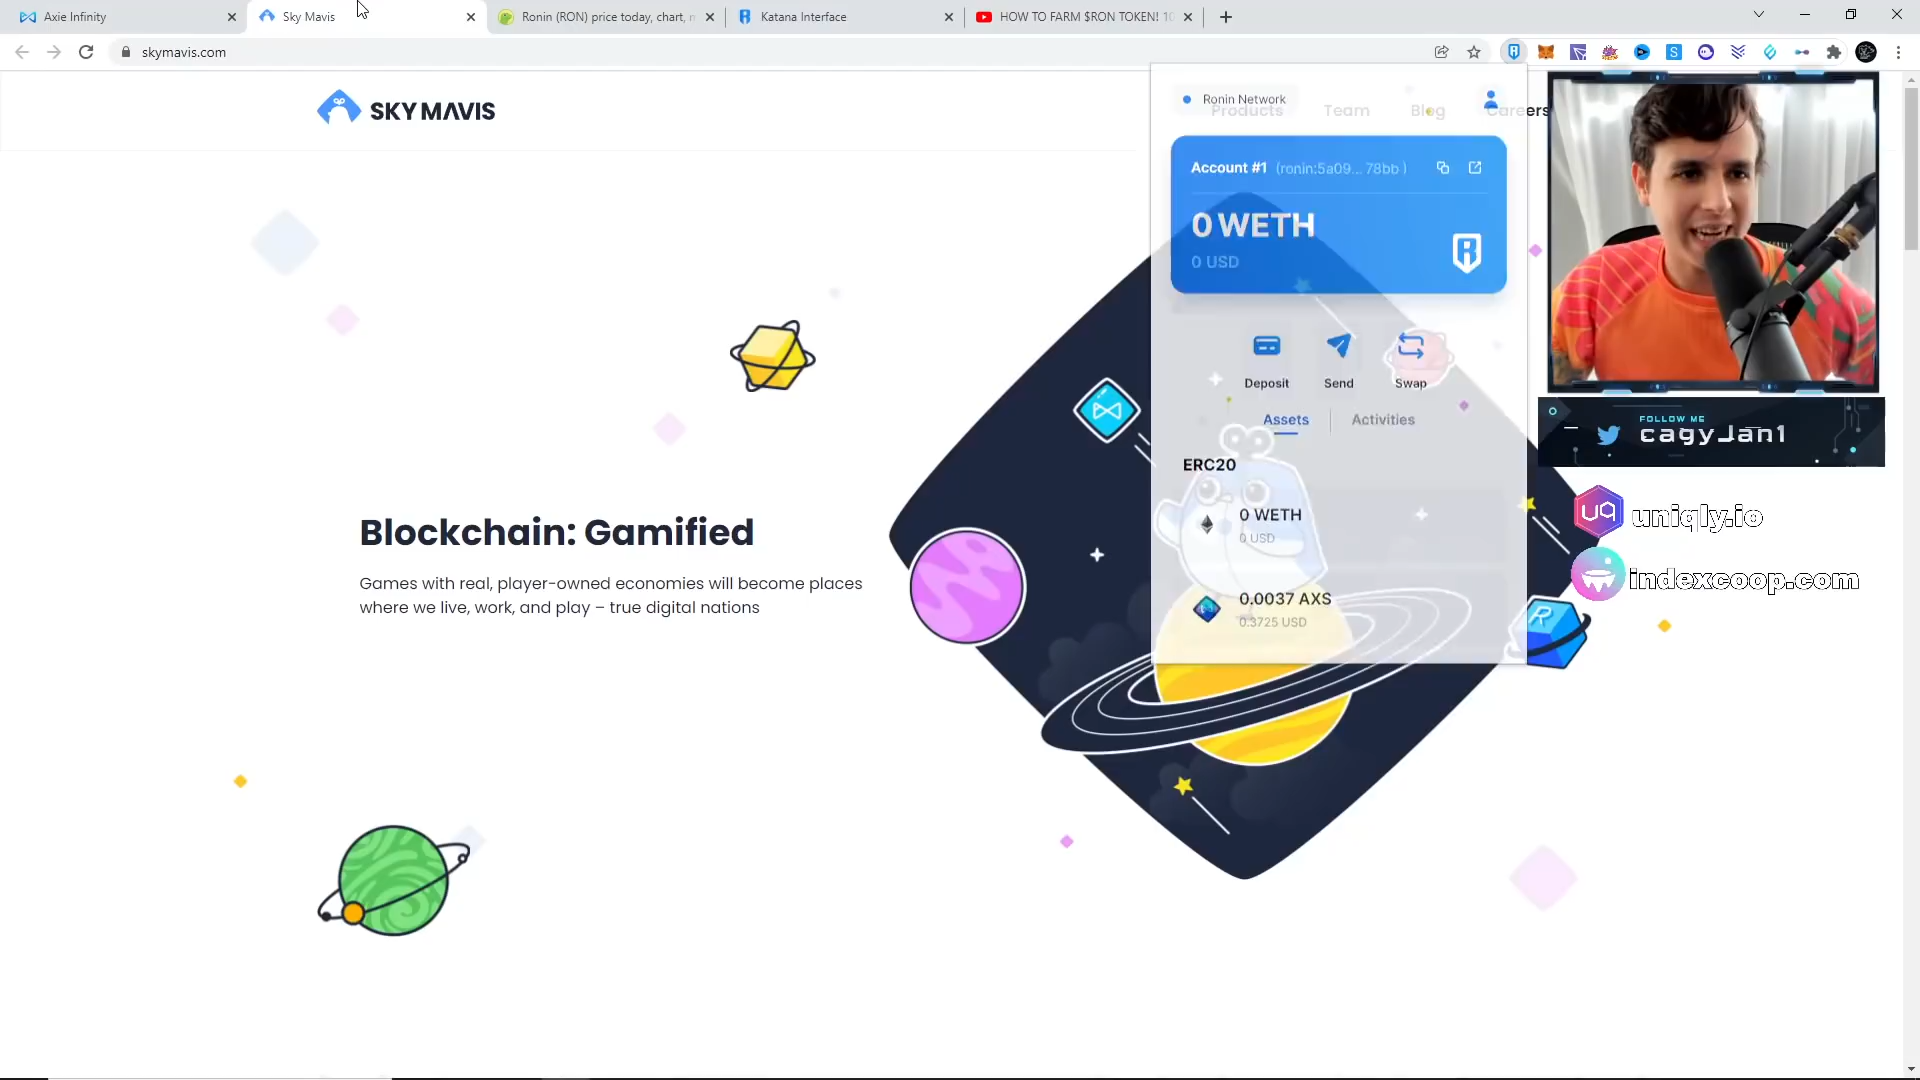 Axie Infinity
Sky Mavis
Ronin (RON) price today, chart,
Katana Interface
HOW TO FARM $RON TOKEN!
skymavis.com
SKY MAVIS
Products
Team
Blog
Careers
Ronin Network
Account #1 (ronin:5a09... 78bb )
0 WETH
0 USD
Deposit
Send
Swap
Assets
Activities
ERC20
0 WETH
0 USD
0.0037 AXS
0.3725 USD
Blockchain: Gamified
Games with real, player-owned economies will become places
where we live, work, and play – true digital nations
FOLLOW ME
cagyJan1
uq
uniqly.io
indexcoop.com